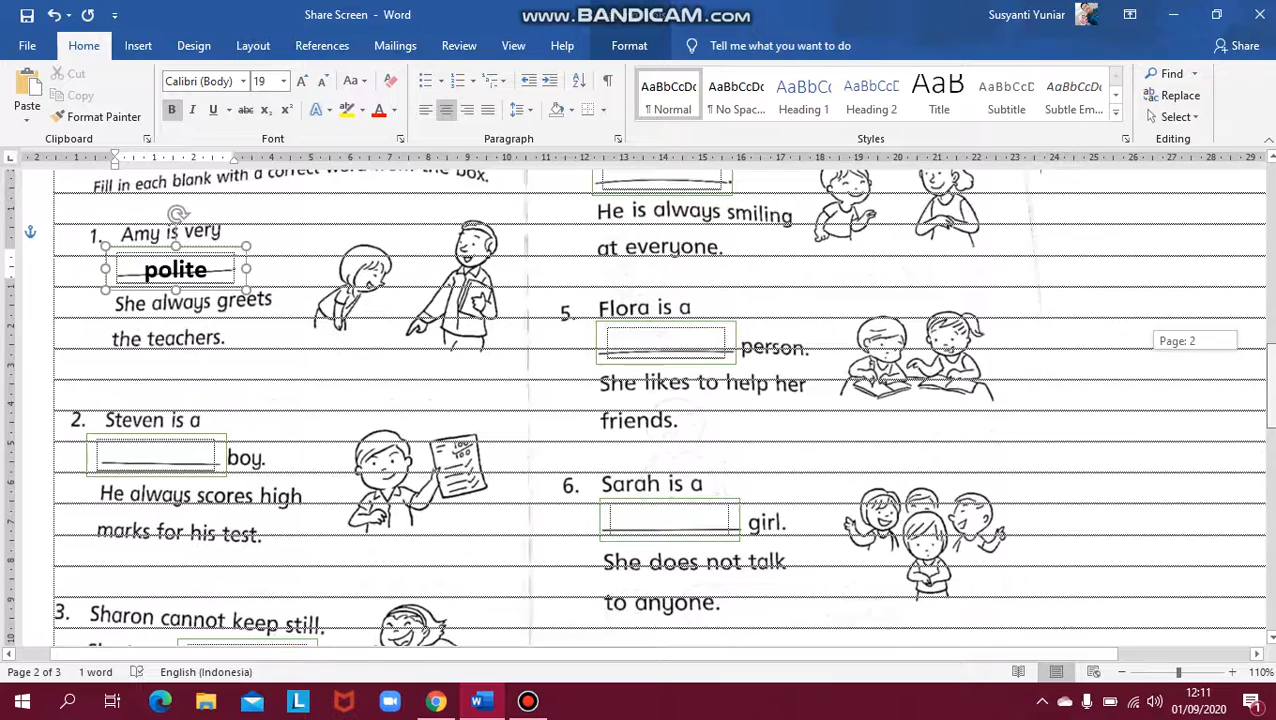 Share Screen - Word
www.BANDICAM.com
Susyanti Yuniar
File Home Insert Design Layout References Mailings Review View Help Format Tell me what you want to do Share
Paste
Cut
Copy
Format Painter
Clipboard
Calibri (Body) 19
Font
Paragraph
AaBbCcDc AaBbCcDc AaBbCc AaBbCcD AaB AaBbCcD AaBbCcDc
¶ Normal ¶ No Spac... Heading 1 Heading 2 Title Subtitle Subtle Em...
Styles
Find
Replace
Select
Editing
Fill in each blank with a correct word from the box.
1. Amy is very
polite
She always greets
the teachers.
2. Steven is a
boy.
He always scores high
marks for his test.
3. Sharon cannot keep still.
He is always smiling
at everyone.
5. Flora is a
person.
She likes to help her
friends.
6. Sarah is a
girl.
She does not talk
to anyone.
Page: 2
Page 2 of 3 1 word English (Indonesia) 110%
12:11
01/09/2020